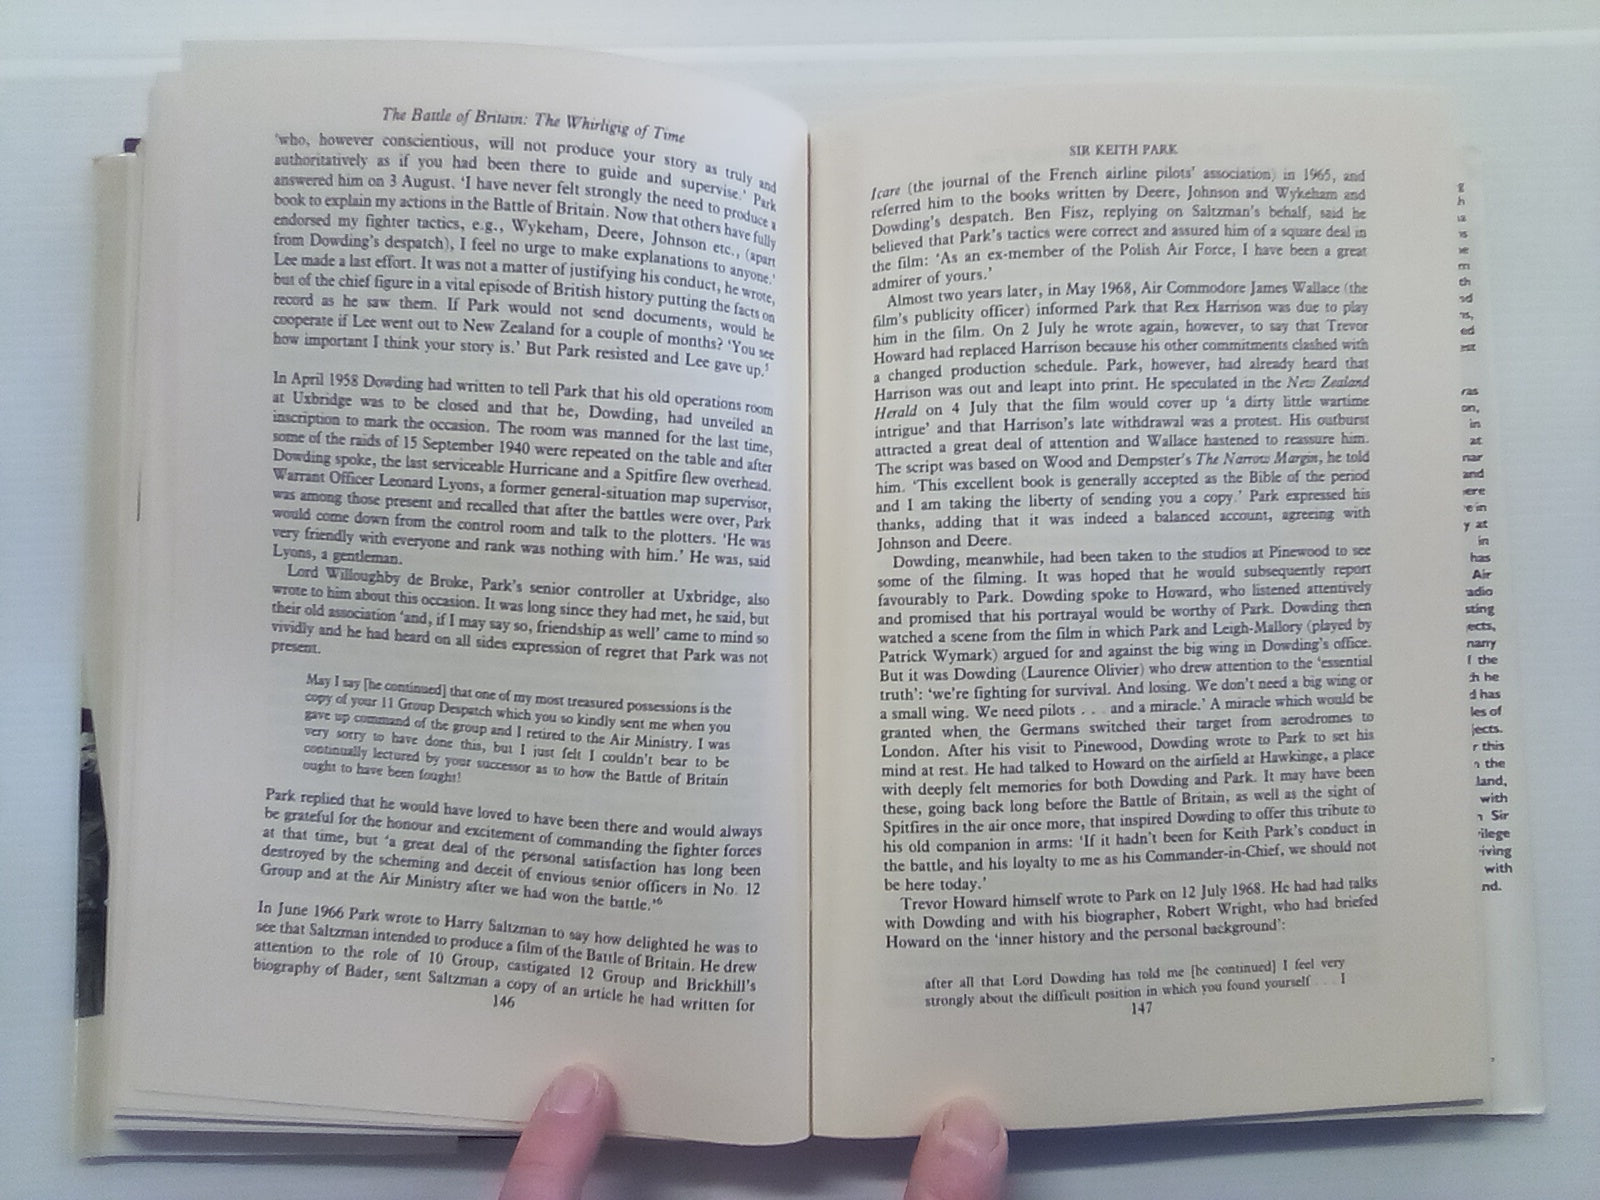 The Battle of Britain: The Whirligig of Time
'who, however conscientious, will not produce your story as truly and
authoritatively as if you had been there to guide and supervise.' Park
answered him on 3 August. 'I have never felt strongly the need to produce a
book to explain my actions in the Battle of Britain. Now that others have fully
endorsed my fighter tactics, e.g., Wykeham, Deere, Johnson etc., (apart
from Dowding's despatch), I feel no urge to make explanations to anyone.'
Lee made a last effort. It was not a matter of justifying his conduct, he wrote,
but of the chief figure in a vital episode of British history putting the facts on
record as he saw them. If Park would not send documents, would he
cooperate if Lee went out to New Zealand for a couple of months? 'You see
how important I think your story is.' But Park resisted and Lee gave up.⁵
In April 1958 Dowding had written to tell Park that his old operations room
at Uxbridge was to be closed and that he, Dowding, had unveiled an
inscription to mark the occasion. The room was manned for the last time,
some of the raids of 15 September 1940 were repeated on the table and after
Dowding spoke, the last serviceable Hurricane and a Spitfire flew overhead.
Warrant Officer Leonard Lyons, a former general-situation map supervisor,
was among those present and recalled that after the battles were over, Park
would come down from the control room and talk to the plotters. 'He was
very friendly with everyone and rank was nothing with him.' He was, said
Lyons, a gentleman.
Lord Willoughby de Broke, Park's senior controller at Uxbridge, also
wrote to him about this occasion. It was long since they had met, he said, but
their old association 'and, if I may say so, friendship as well' came to mind so
vividly and he had heard on all sides expression of regret that Park was not
present.
May I say [he continued] that one of my most treasured possessions is the
copy of your 11 Group Despatch which you so kindly sent me when you
gave up command of the group and I retired to the Air Ministry. I was
very sorry to have done this, but I just felt I couldn't bear to be
continually lectured by your successor as to how the Battle of Britain
ought to have been fought!
Park replied that he would have loved to have been there and would always
be grateful for the honour and excitement of commanding the fighter forces
at that time, but 'a great deal of the personal satisfaction has long been
destroyed by the scheming and deceit of envious senior officers in No. 12
Group and at the Air Ministry after we had won the battle.'⁶
In June 1966 Park wrote to Harry Saltzman to say how delighted he was to
see that Saltzman intended to produce a film of the Battle of Britain. He drew
attention to the role of 10 Group, castigated 12 Group and Brickhill's
biography of Bader, sent Saltzman a copy of an article he had written for
146
SIR KEITH PARK
Icare (the journal of the French airline pilots' association) in 1965, and
referred him to the books written by Deere, Johnson and Wykeham and
Dowding's despatch. Ben Fisz, replying on Saltzman's behalf, said he
believed that Park's tactics were correct and assured him of a square deal in
the film: 'As an ex-member of the Polish Air Force, I have been a great
admirer of yours.'
Almost two years later, in May 1968, Air Commodore James Wallace (the
film's publicity officer) informed Park that Rex Harrison was due to play
him in the film. On 2 July he wrote again, however, to say that Trevor
Howard had replaced Harrison because his other commitments clashed with
a changed production schedule. Park, however, had already heard that
Harrison was out and leapt into print. He speculated in the New Zealand
Herald on 4 July that the film would cover up 'a dirty little wartime
intrigue' and that Harrison's late withdrawal was a protest. His outburst
attracted a great deal of attention and Wallace hastened to reassure him.
The script was based on Wood and Dempster's The Narrow Margin, he told
him. 'This excellent book is generally accepted as the Bible of the period
and I am taking the liberty of sending you a copy.' Park expressed his
thanks, adding that it was indeed a balanced account, agreeing with
Johnson and Deere.
Dowding, meanwhile, had been taken to the studios at Pinewood to see
some of the filming. It was hoped that he would subsequently report
favourably to Park. Dowding spoke to Howard, who listened attentively
and promised that his portrayal would be worthy of Park. Dowding then
watched a scene from the film in which Park and Leigh-Mallory (played by
Patrick Wymark) argued for and against the big wing in Dowding's office.
But it was Dowding (Laurence Olivier) who drew attention to the 'essential
truth': 'we're fighting for survival. And losing. We don't need a big wing or
a small wing. We need pilots . . . and a miracle.' A miracle which would be
granted when the Germans switched their target from aerodromes to
London. After his visit to Pinewood, Dowding wrote to Park to set his
mind at rest. He had talked to Howard on the airfield at Hawkinge, a place
with deeply felt memories for both Dowding and Park. It may have been
these, going back long before the Battle of Britain, as well as the sight of
Spitfires in the air once more, that inspired Dowding to offer this tribute to
his old companion in arms: 'If it hadn't been for Keith Park's conduct in
the battle, and his loyalty to me as his Commander-in-Chief, we should not
be here today.'
Trevor Howard himself wrote to Park on 12 July 1968. He had had talks
with Dowding and with his biographer, Robert Wright, who had briefed
Howard on the 'inner history and the personal background':
after all that Lord Dowding has told me [he continued] I feel very
strongly about the difficult position in which you found yourself . . . I
147